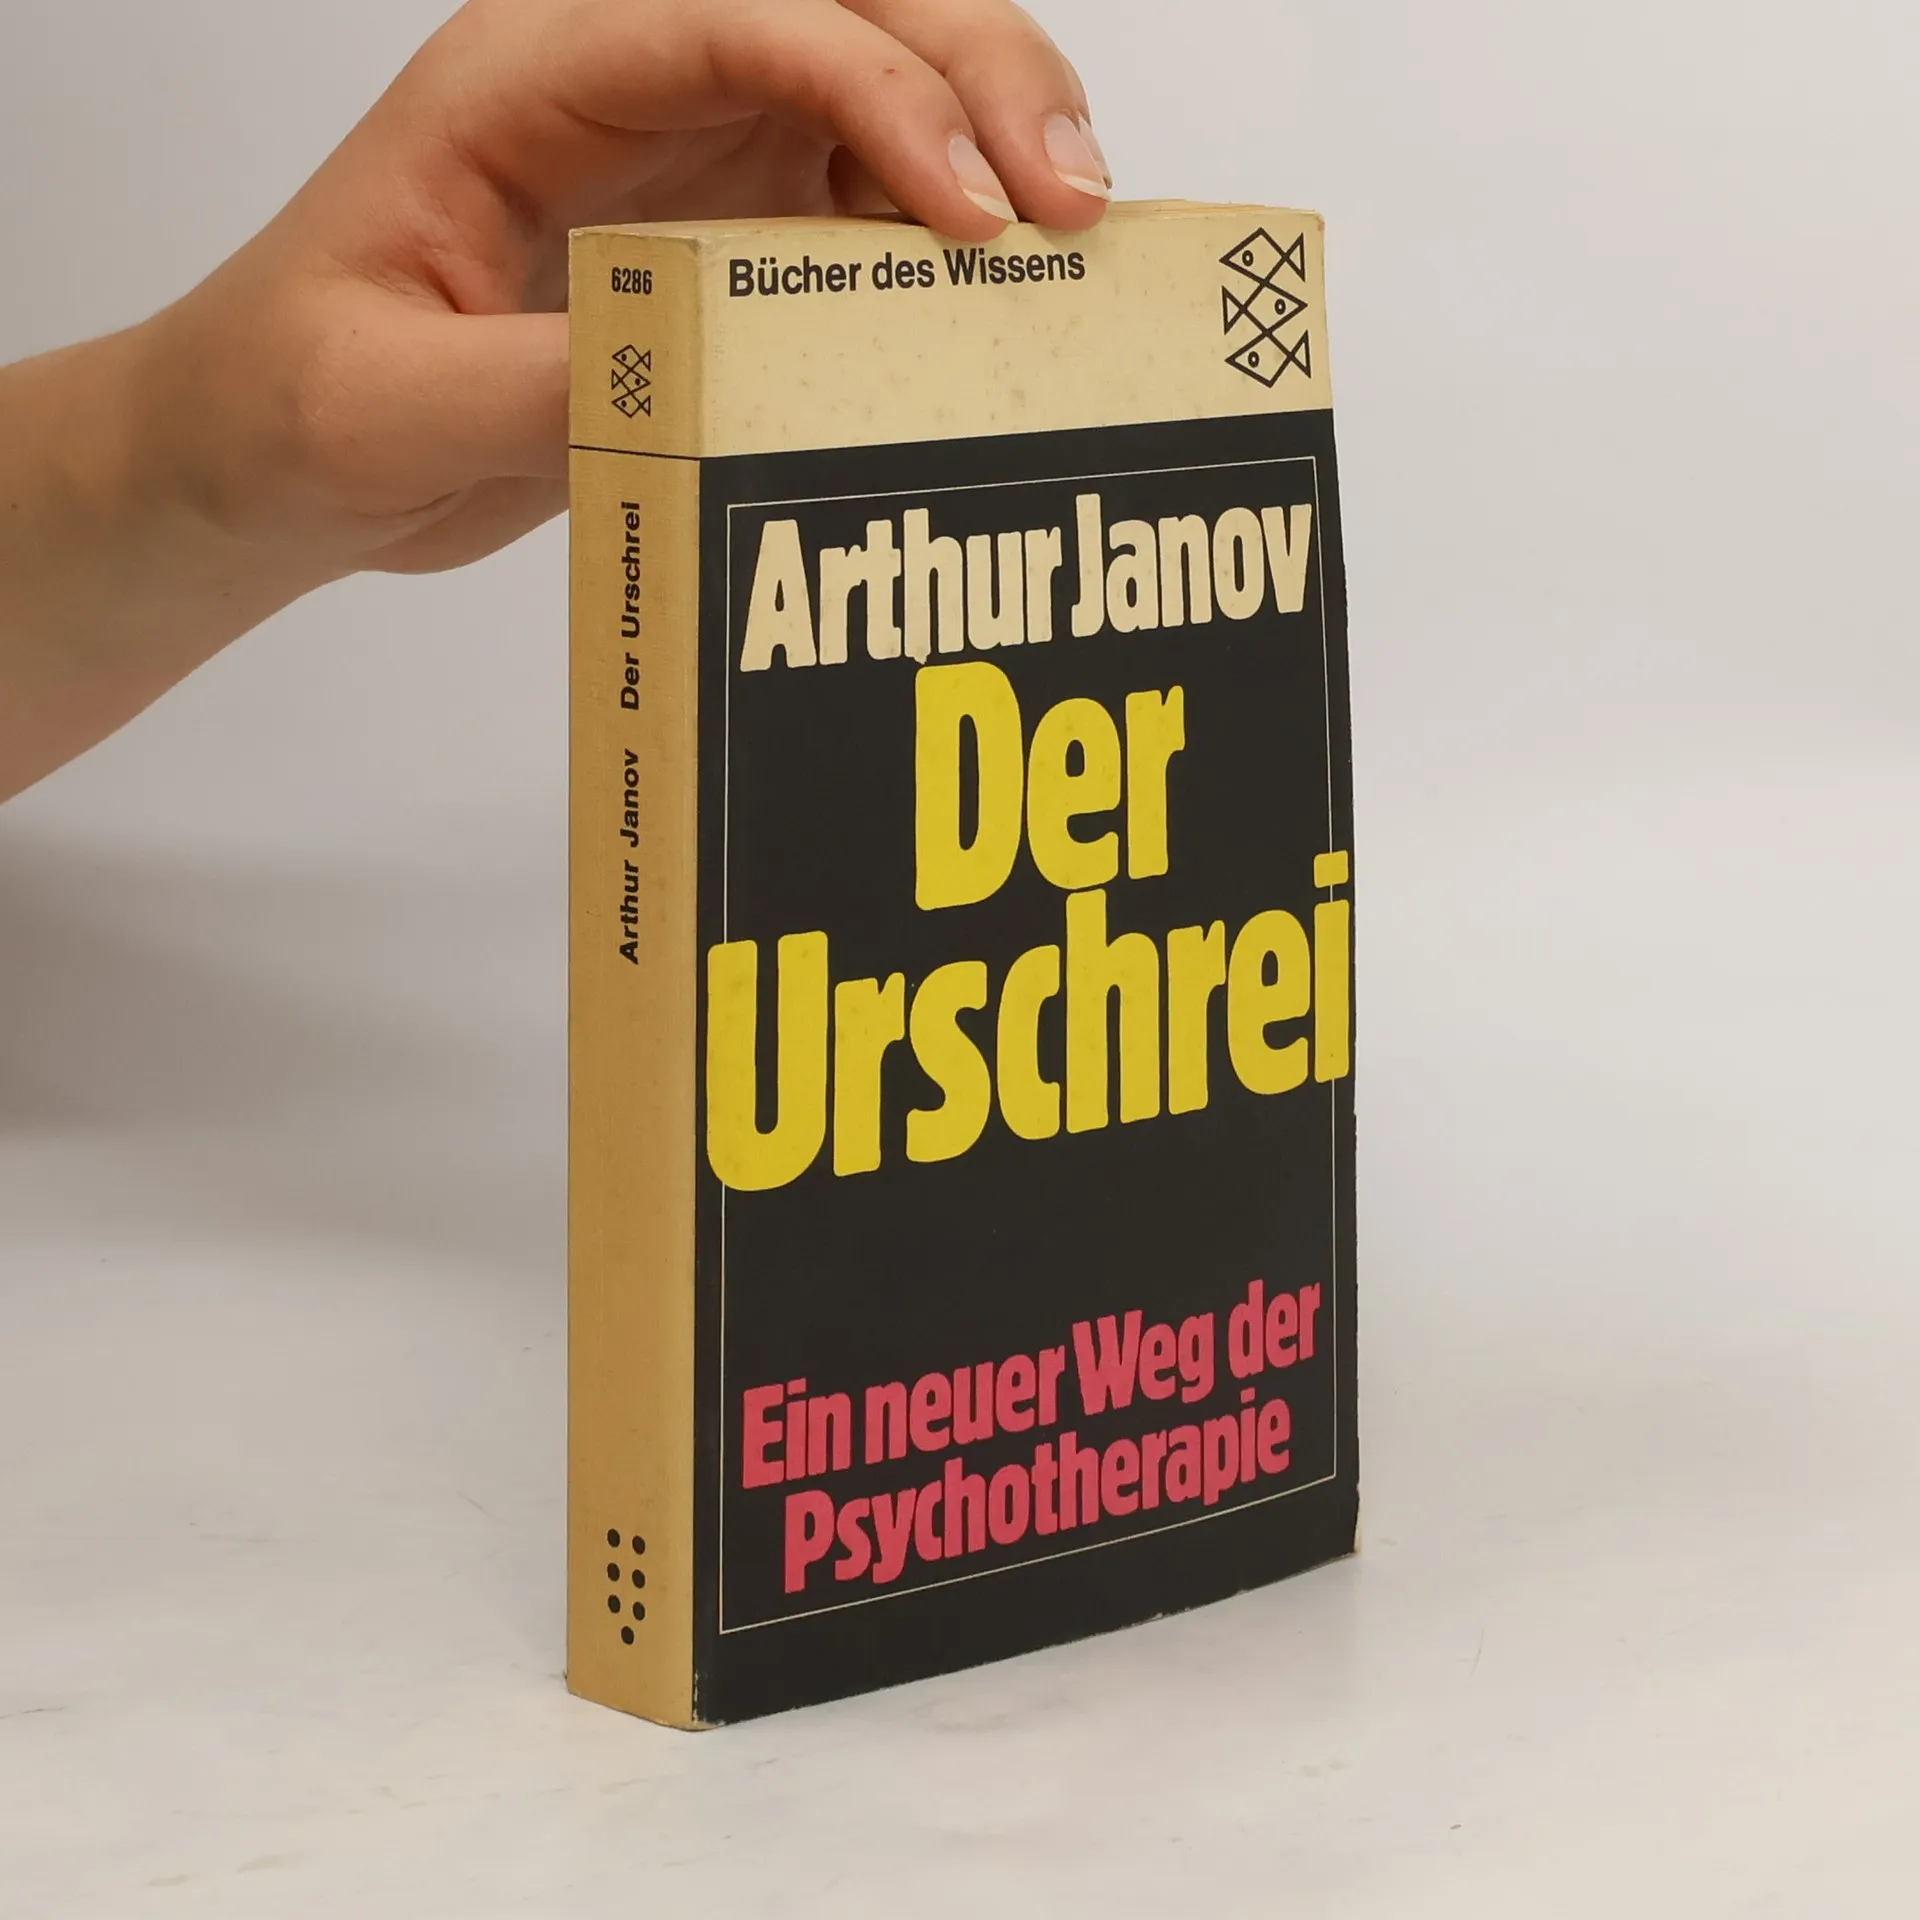 6286
Arthur Janov Der Urschrei
Bücher des Wissens
Arthur Janov
Der
Urschrei
Ein neuer Weg der
Psychotherapie